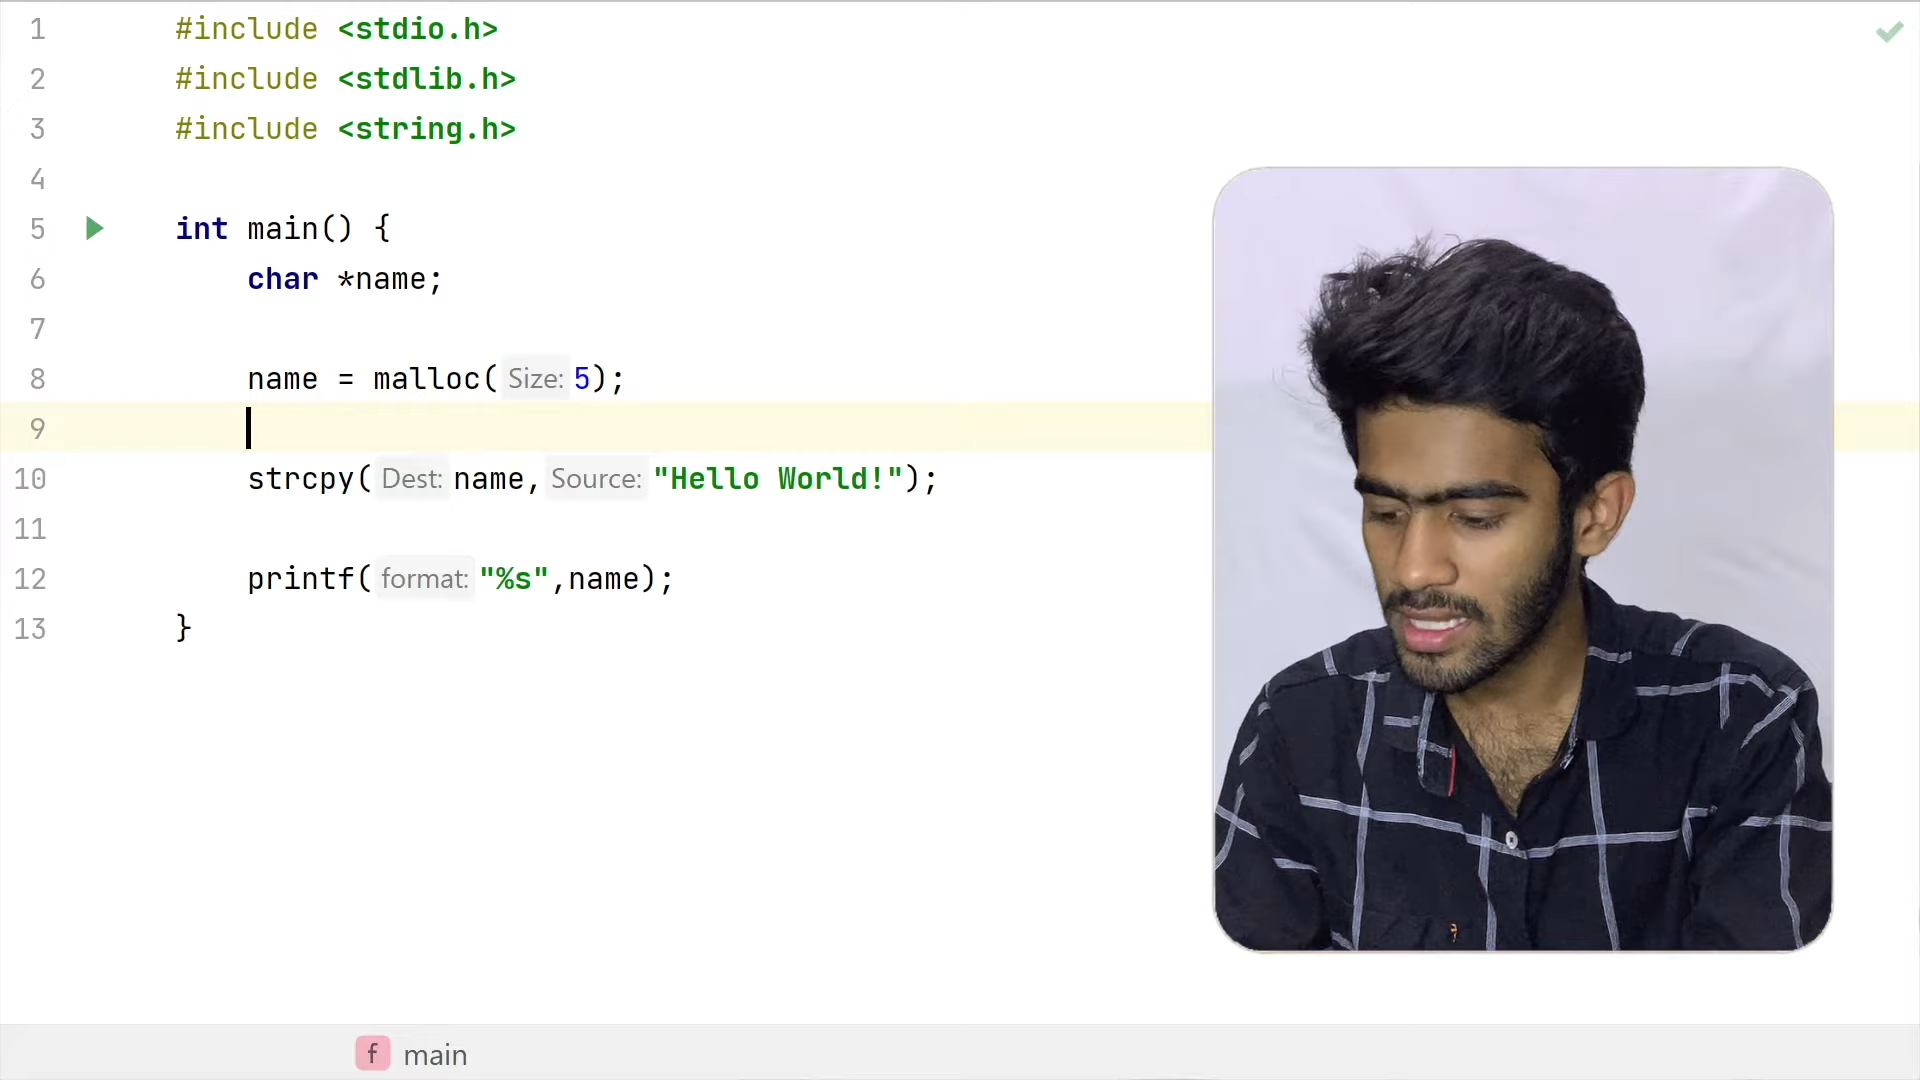 1 #include <stdio.h>
2 #include <stdlib.h>
3 #include <string.h>
4
5 int main() {
6 char *name;
7
8 name = malloc( Size: 5);
9
10 strcpy( Dest: name, Source: "Hello World!");
11
12 printf( format: "%s",name);
13 }
f main